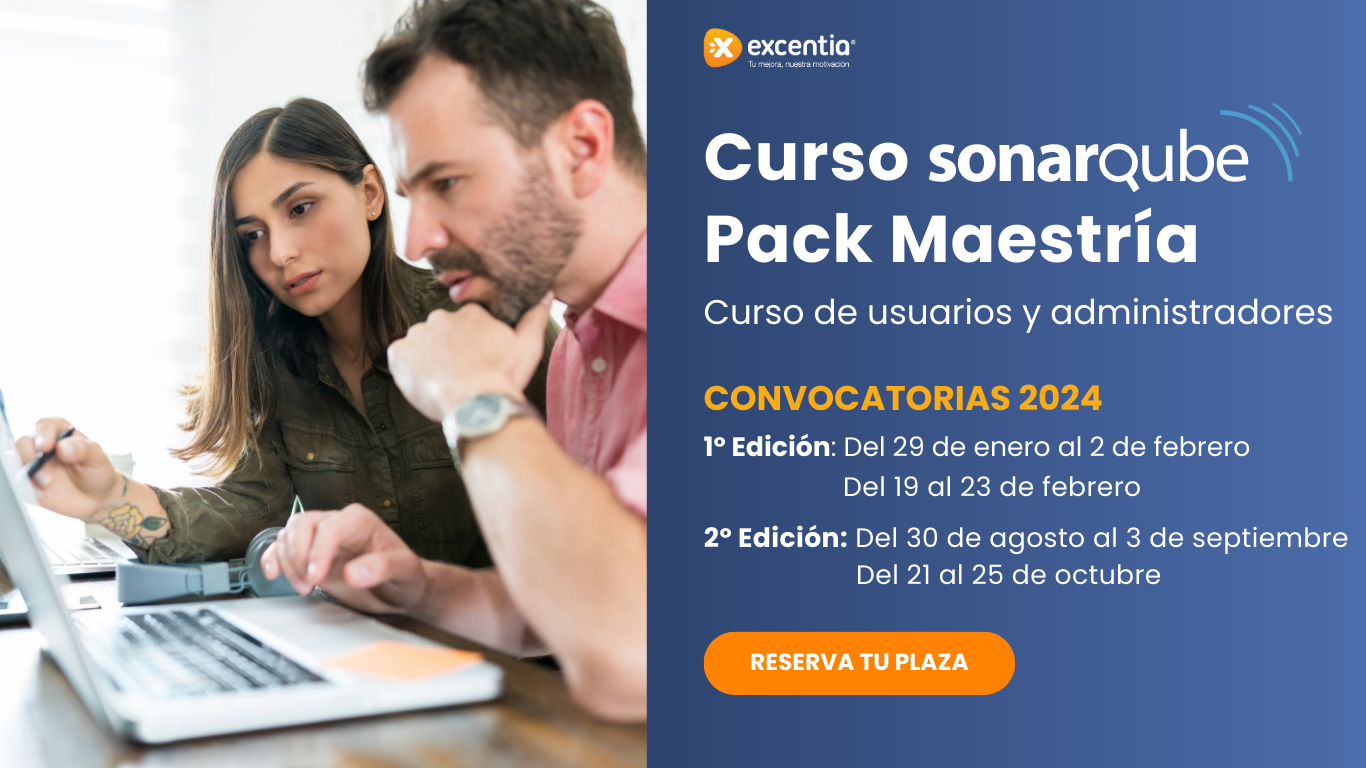 excentia®
Tu mejora, nuestra motivación
Curso sonarqube
Pack Maestría
Curso de usuarios y administradores
CONVOCATORIAS 2024
1º Edición: Del 29 de enero al 2 de febrero
Del 19 al 23 de febrero
2º Edición: Del 30 de agosto al 3 de septiembre
Del 21 al 25 de octubre
RESERVA TU PLAZA